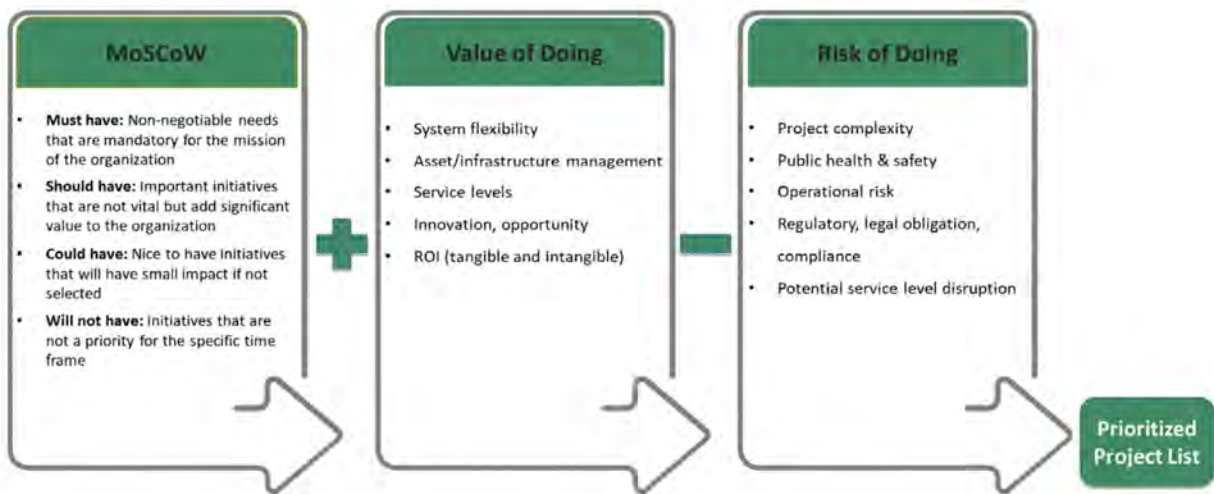 MoSCoW
• Must have: Non-negotiable needs
that are mandatory for the mission
of the organization
• Should have: Important initiatives
that are not vital but add significant
value to the organization
• Could have: Nice to have initiatives
that will have small impact if not
selected
• Will not have: Initiatives that are
not a priority for the specific time
frame
Value of Doing
• System flexibility
• Asset/infrastructure management
• Service levels
• Innovation, opportunity
• ROI (tangible and intangible)
Risk of Doing
• Project complexity
• Public health & safety
• Operational risk
• Regulatory, legal obligation,
compliance
• Potential service level disruption
Prioritized
Project List